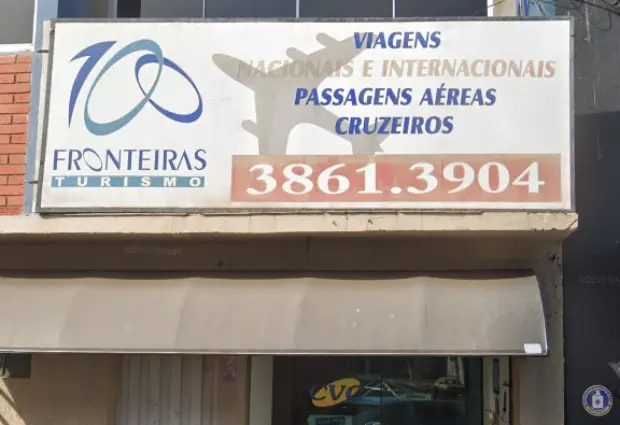 100
FRONTEIRAS
TURISMO
VIAGENS
NACIONAIS E INTERNACIONAIS
PASSAGENS AÉREAS
CRUZEIROS
3861.3904
CVC